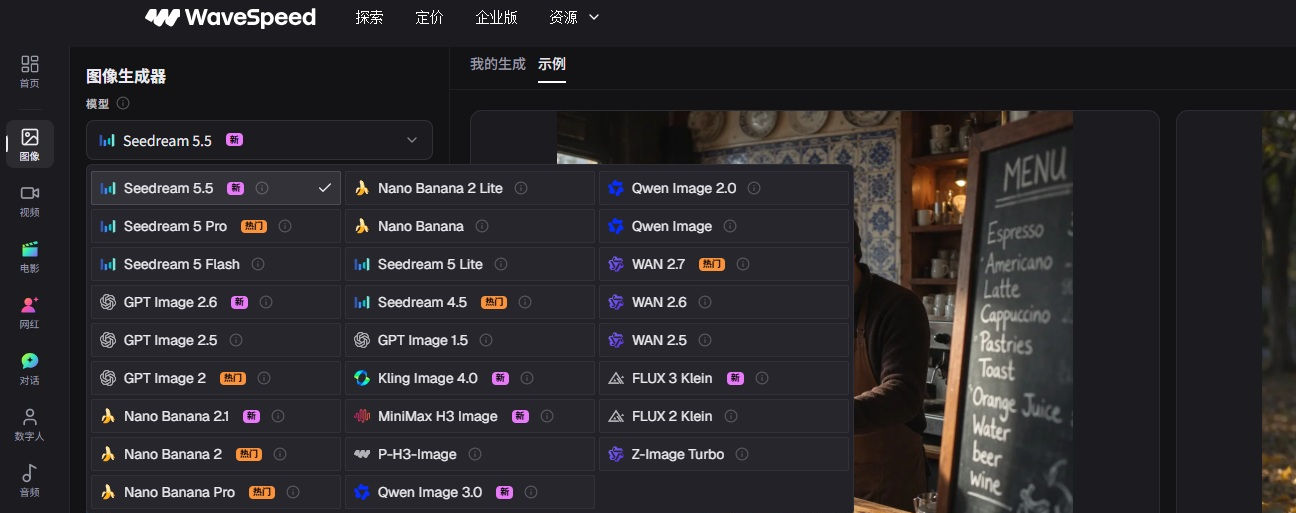 WaveSpeed 探索 定价 企业版 资源
首页
图像
视频
电影
网红
对话
数字人
音频
图像生成器
模型
Seedream 5.5 新
Seedream 5.5 新
Nano Banana 2 Lite
Qwen Image 2.0
Seedream 5 Pro 热门
Nano Banana
Qwen Image
Seedream 5 Flash
Seedream 5 Lite
WAN 2.7 热门
GPT Image 2.6 新
Seedream 4.5 热门
WAN 2.6
GPT Image 2.5
GPT Image 1.5
WAN 2.5
GPT Image 2 热门
Kling Image 4.0 新
FLUX 3 Klein 新
Nano Banana 2.1 新
MiniMax H3 Image 新
FLUX 2 Klein
Nano Banana 2 热门
P-H3-Image
Z-Image Turbo
Nano Banana Pro 热门
Qwen Image 3.0 新
我的生成 示例
MENU
Espresso
Americano
Latte
Cappuccino
Pastries
Toast
Orange Juice
Water
beer
wine